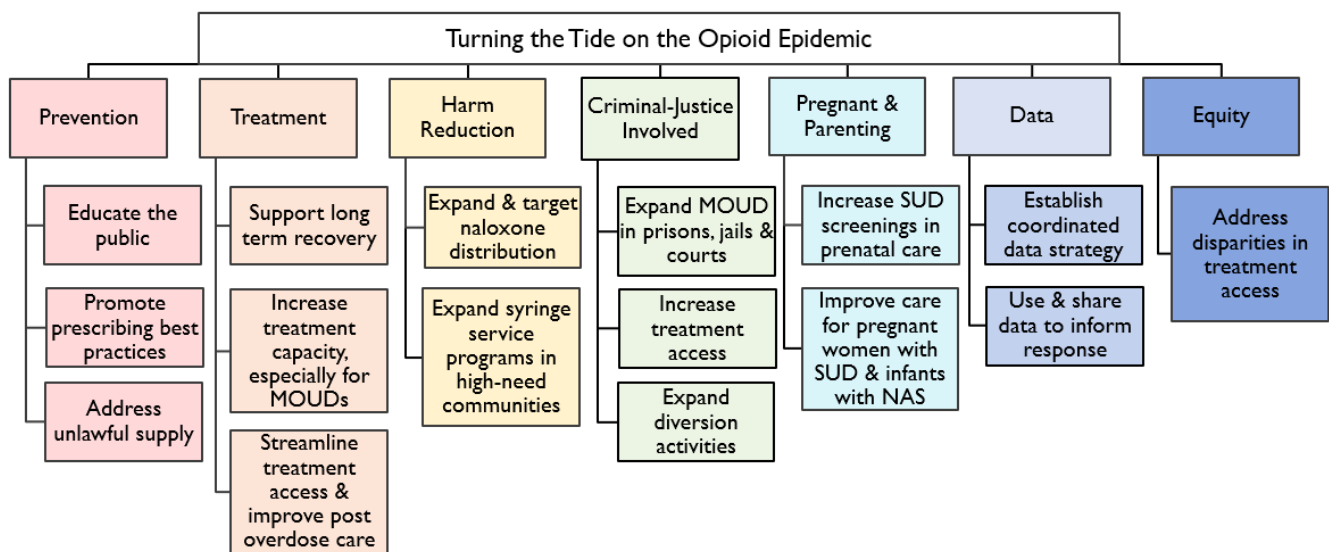 Turning the Tide on the Opioid Epidemic
Prevention
Educate the
public
Promote
prescribing best
practices
Address
unlawful supply
Treatment
Support long
term recovery
Increase
treatment
capacity,
especially for
MOUDs
Streamline
treatment
access &
improve post
overdose care
Harm
Reduction
Expand & target
naloxone
distribution
Expand syringe
service
programs in
high-need
communities
Criminal-Justice
Involved
Expand MOUD
in prisons, jails &
courts
Increase
treatment
access
Expand
diversion
activities
Pregnant &
Parenting
Increase SUD
screenings in
prenatal care
Improve care
for pregnant
women with
SUD & infants
with NAS
Data
Establish
coordinated
data strategy
Use & share
data to inform
response
Equity
Address
disparities in
treatment
access